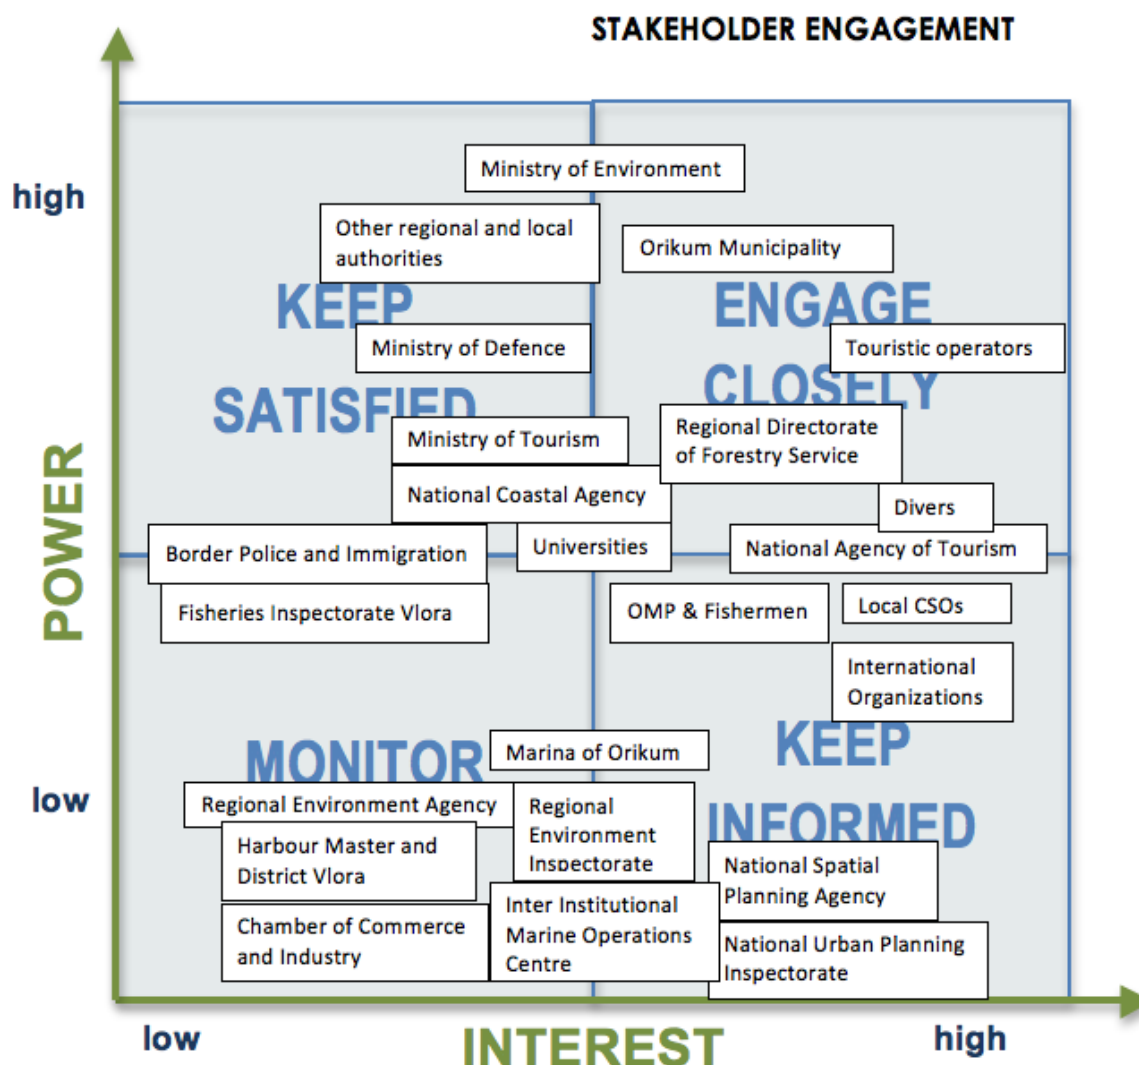 STAKEHOLDER ENGAGEMENT
high
Ministry of Environment
Other regional and local
authorities
Orikum Municipality
KEEP
SATISFIED
ENGAGE
CLOSELY
Ministry of Defence
Touristic operators
Ministry of Tourism
Regional Directorate
of Forestry Service
National Coastal Agency
Divers
Universities
National Agency of Tourism
Border Police and Immigration
POWER
Fisheries Inspectorate Vlora
OMP & Fishermen
Local CSOs
International
Organizations
MONITOR
KEEP
INFORMED
Marina of Orikum
low
Regional Environment Agency
Regional
Environment
Inspectorate
Harbour Master and
District Vlora
National Spatial
Planning Agency
Chamber of Commerce
and Industry
Inter Institutional
Marine Operations
Centre
National Urban Planning
Inspectorate
low
INTEREST
high